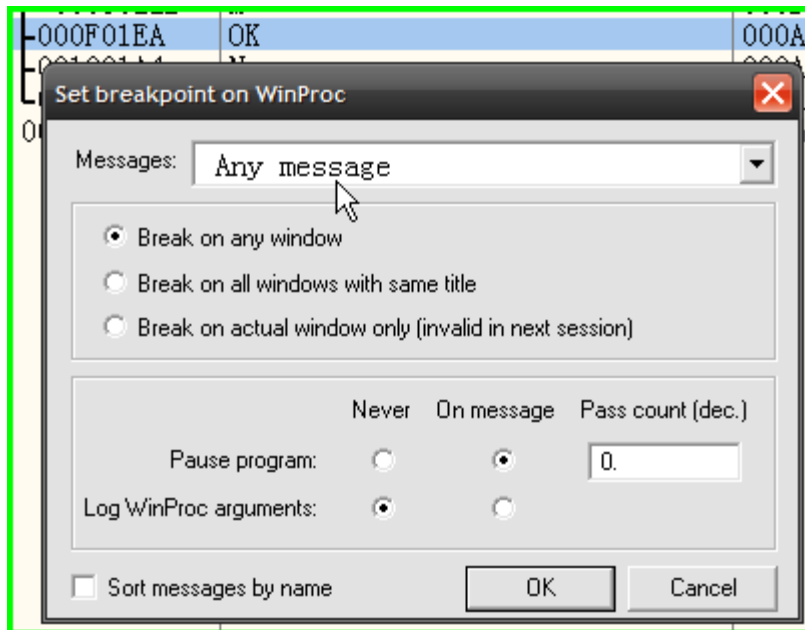 000F01EA OK 000A
Set breakpoint on WinProc
Messages: Any message
Break on any window
Break on all windows with same title
Break on actual window only (invalid in next session)
Never On message Pass count (dec.)
Pause program: 0.
Log WinProc arguments:
Sort messages by name OK Cancel